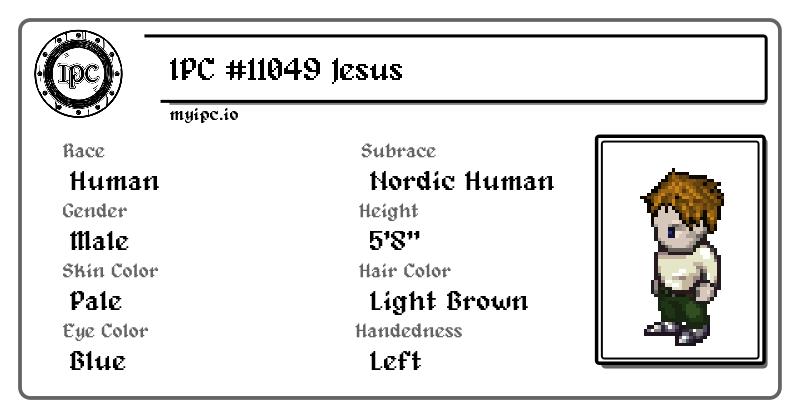 IPC
IPC #11049 Jesus
myipc.io
Race
Human
Subrace
Nordic Human
Gender
Male
Height
5'8"
Skin Color
Pale
Hair Color
Light Brown
Eye Color
Blue
Handedness
Left